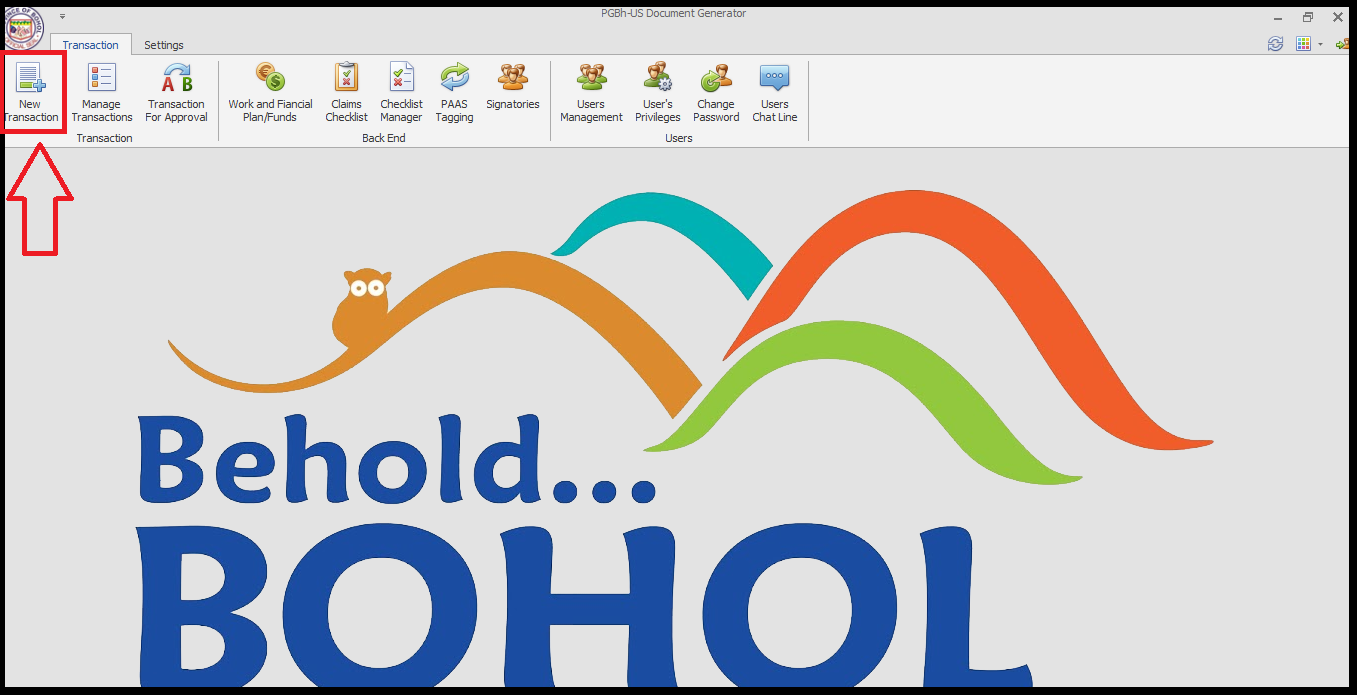 PGBh-US Document Generator
Transaction Settings
New Transaction
Manage Transactions
Transaction For Approval
Transaction
Work and Fiancial Plan/Funds
Claims Checklist
Checklist Manager
PAAS Tagging
Signatories
Back End
Users Management
User's Privileges
Change Password
Users Chat Line
Users
Behold...
BOHOL